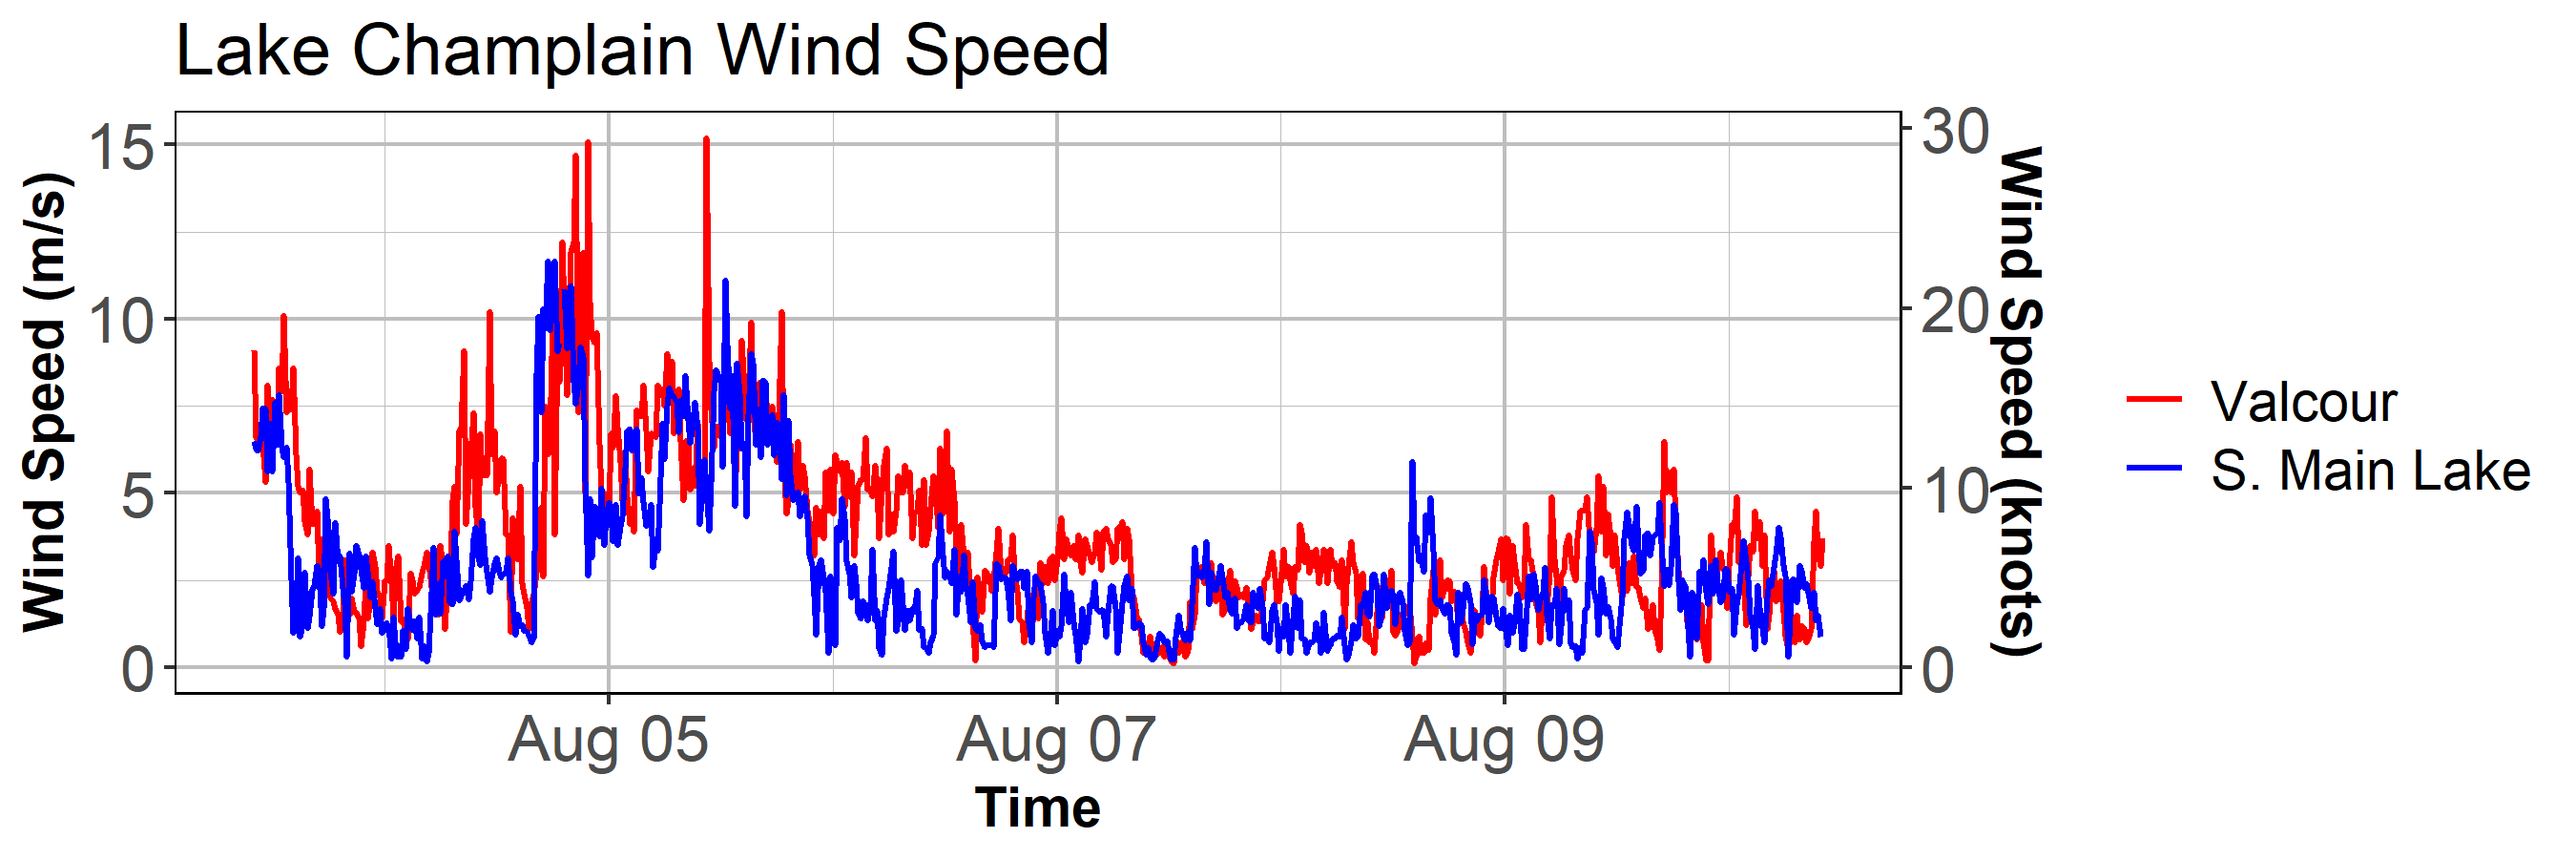 Lake Champlain Wind Speed
Wind Speed (m/s)
15
10
5
0
30
20
10
0
Wind Speed (knots)
Aug 05
Aug 07
Aug 09
Time
Valcour
S. Main Lake